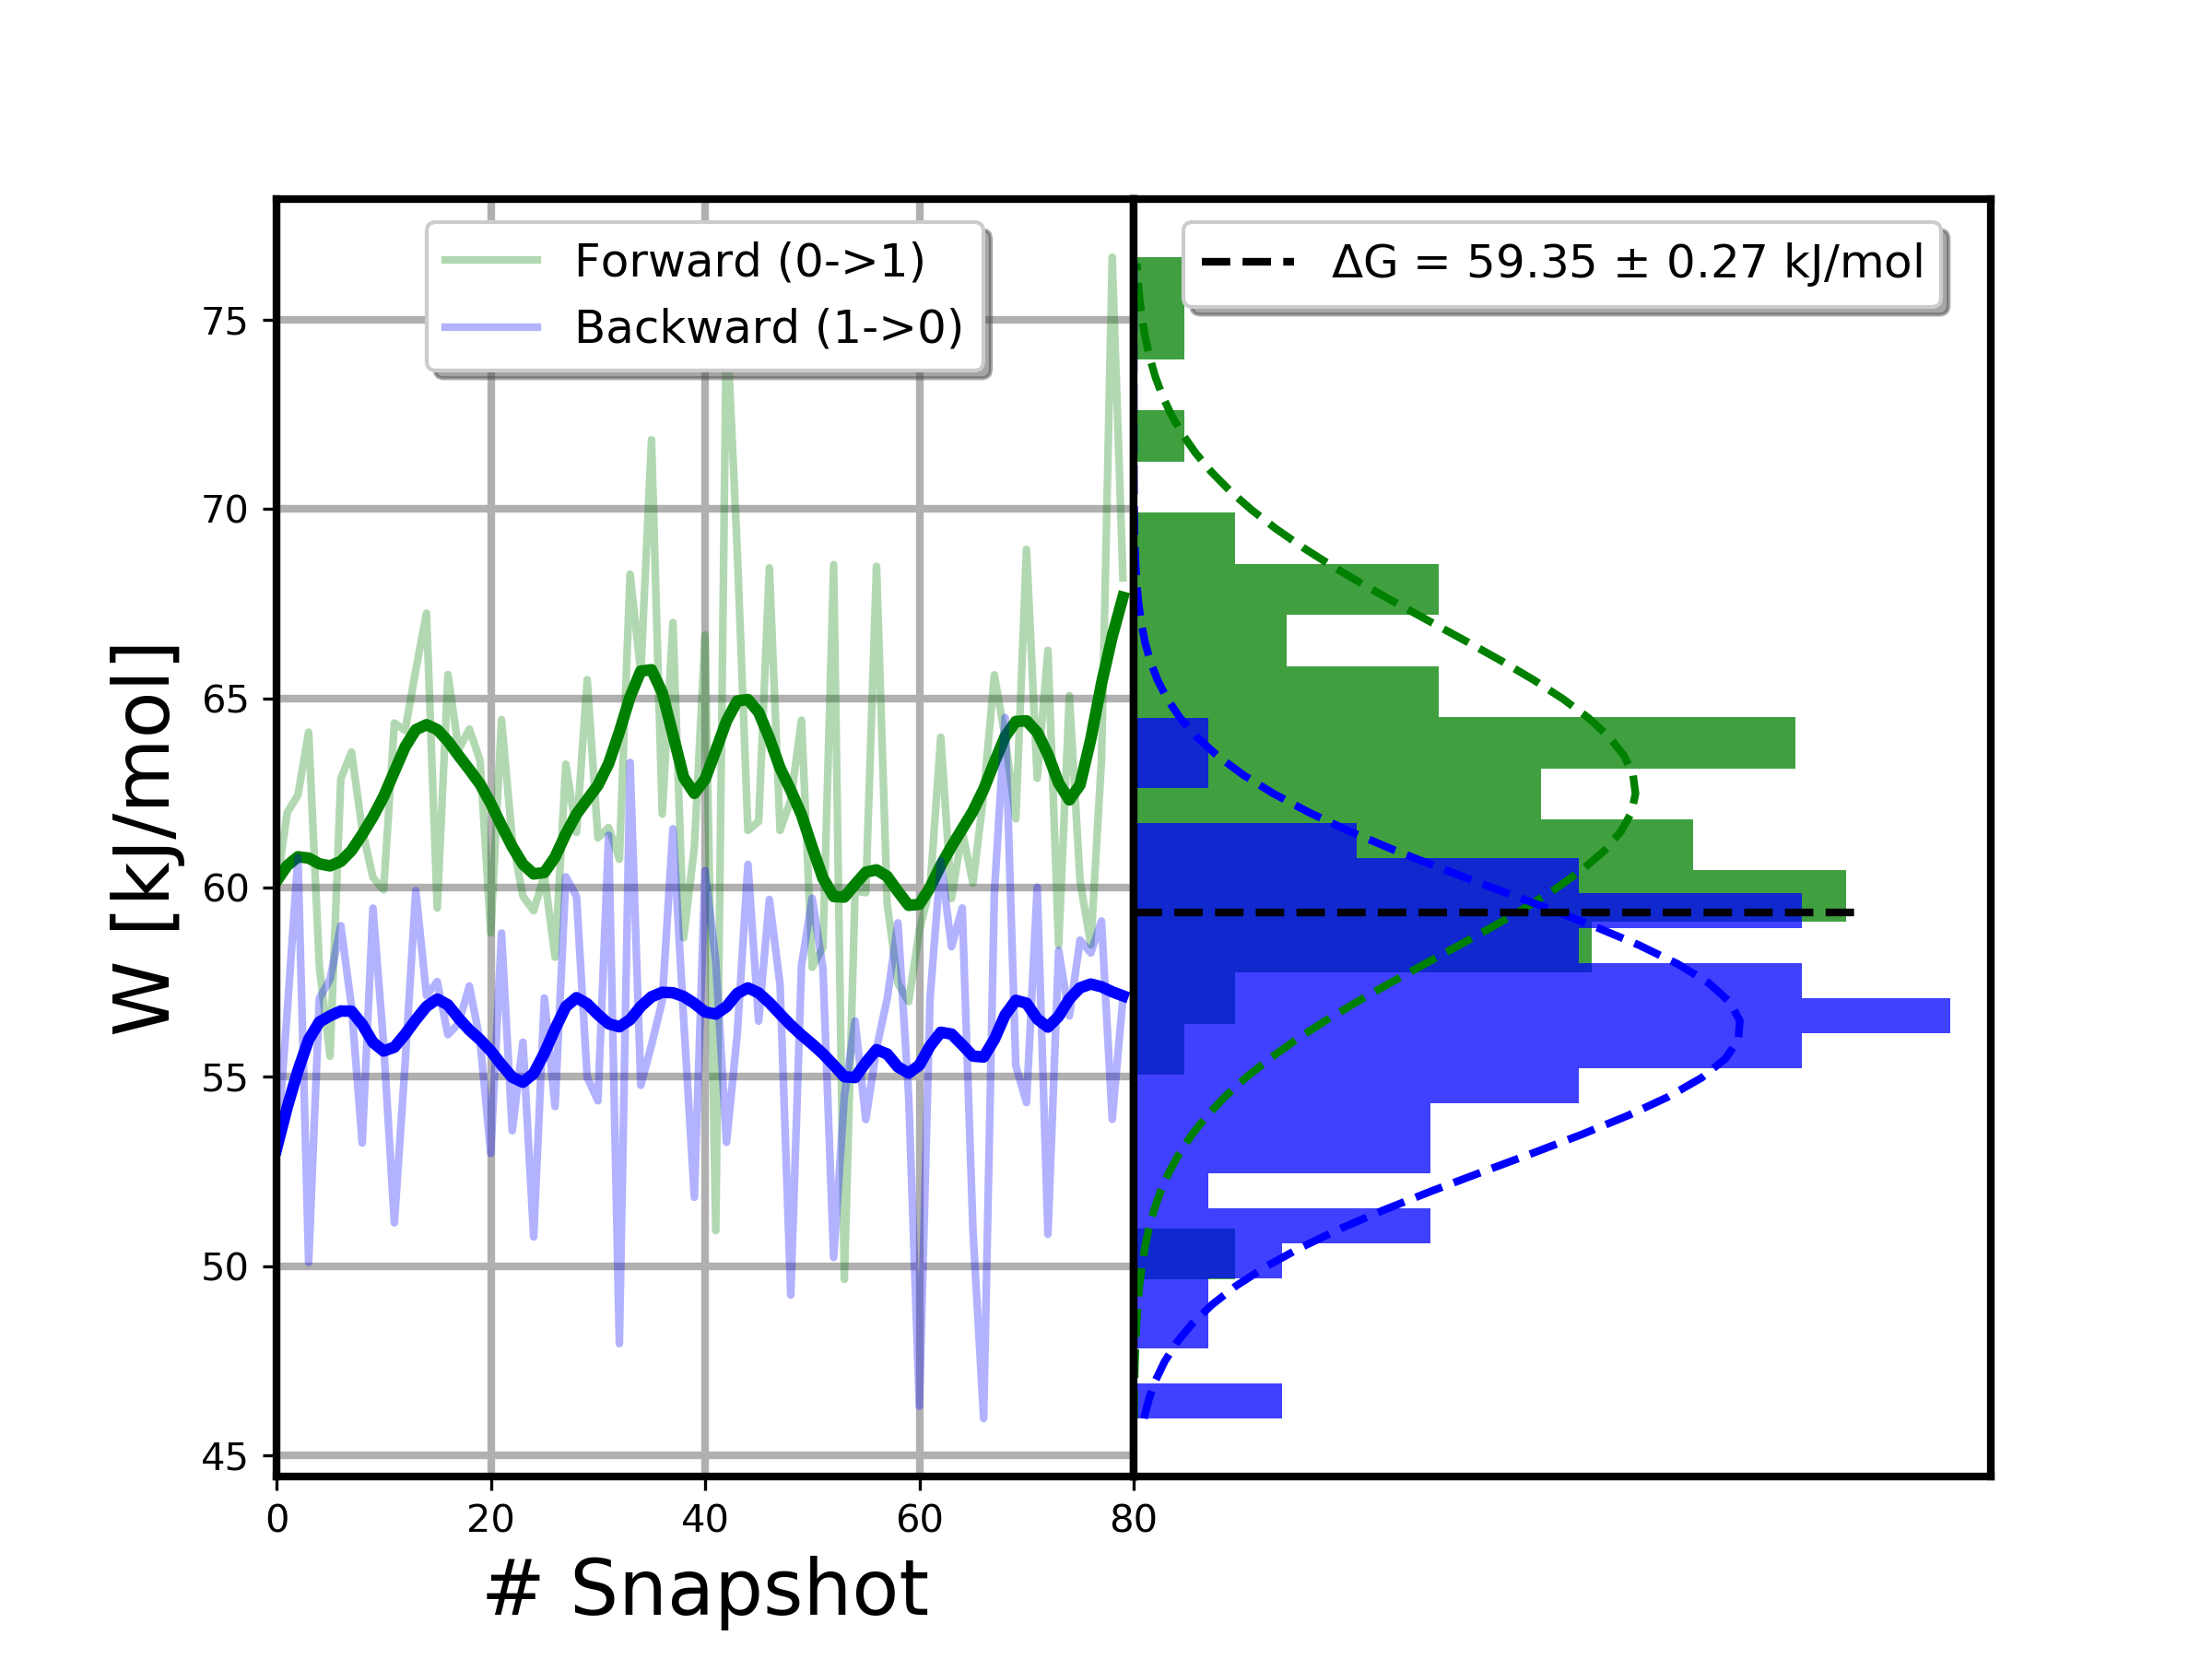 Forward (0->1)
Backward (1->0)
ΔG = 59.35 ± 0.27 kJ/mol
W [kJ/mol]
75
70
65
60
55
50
45
0 20 40 60 80
# Snapshot